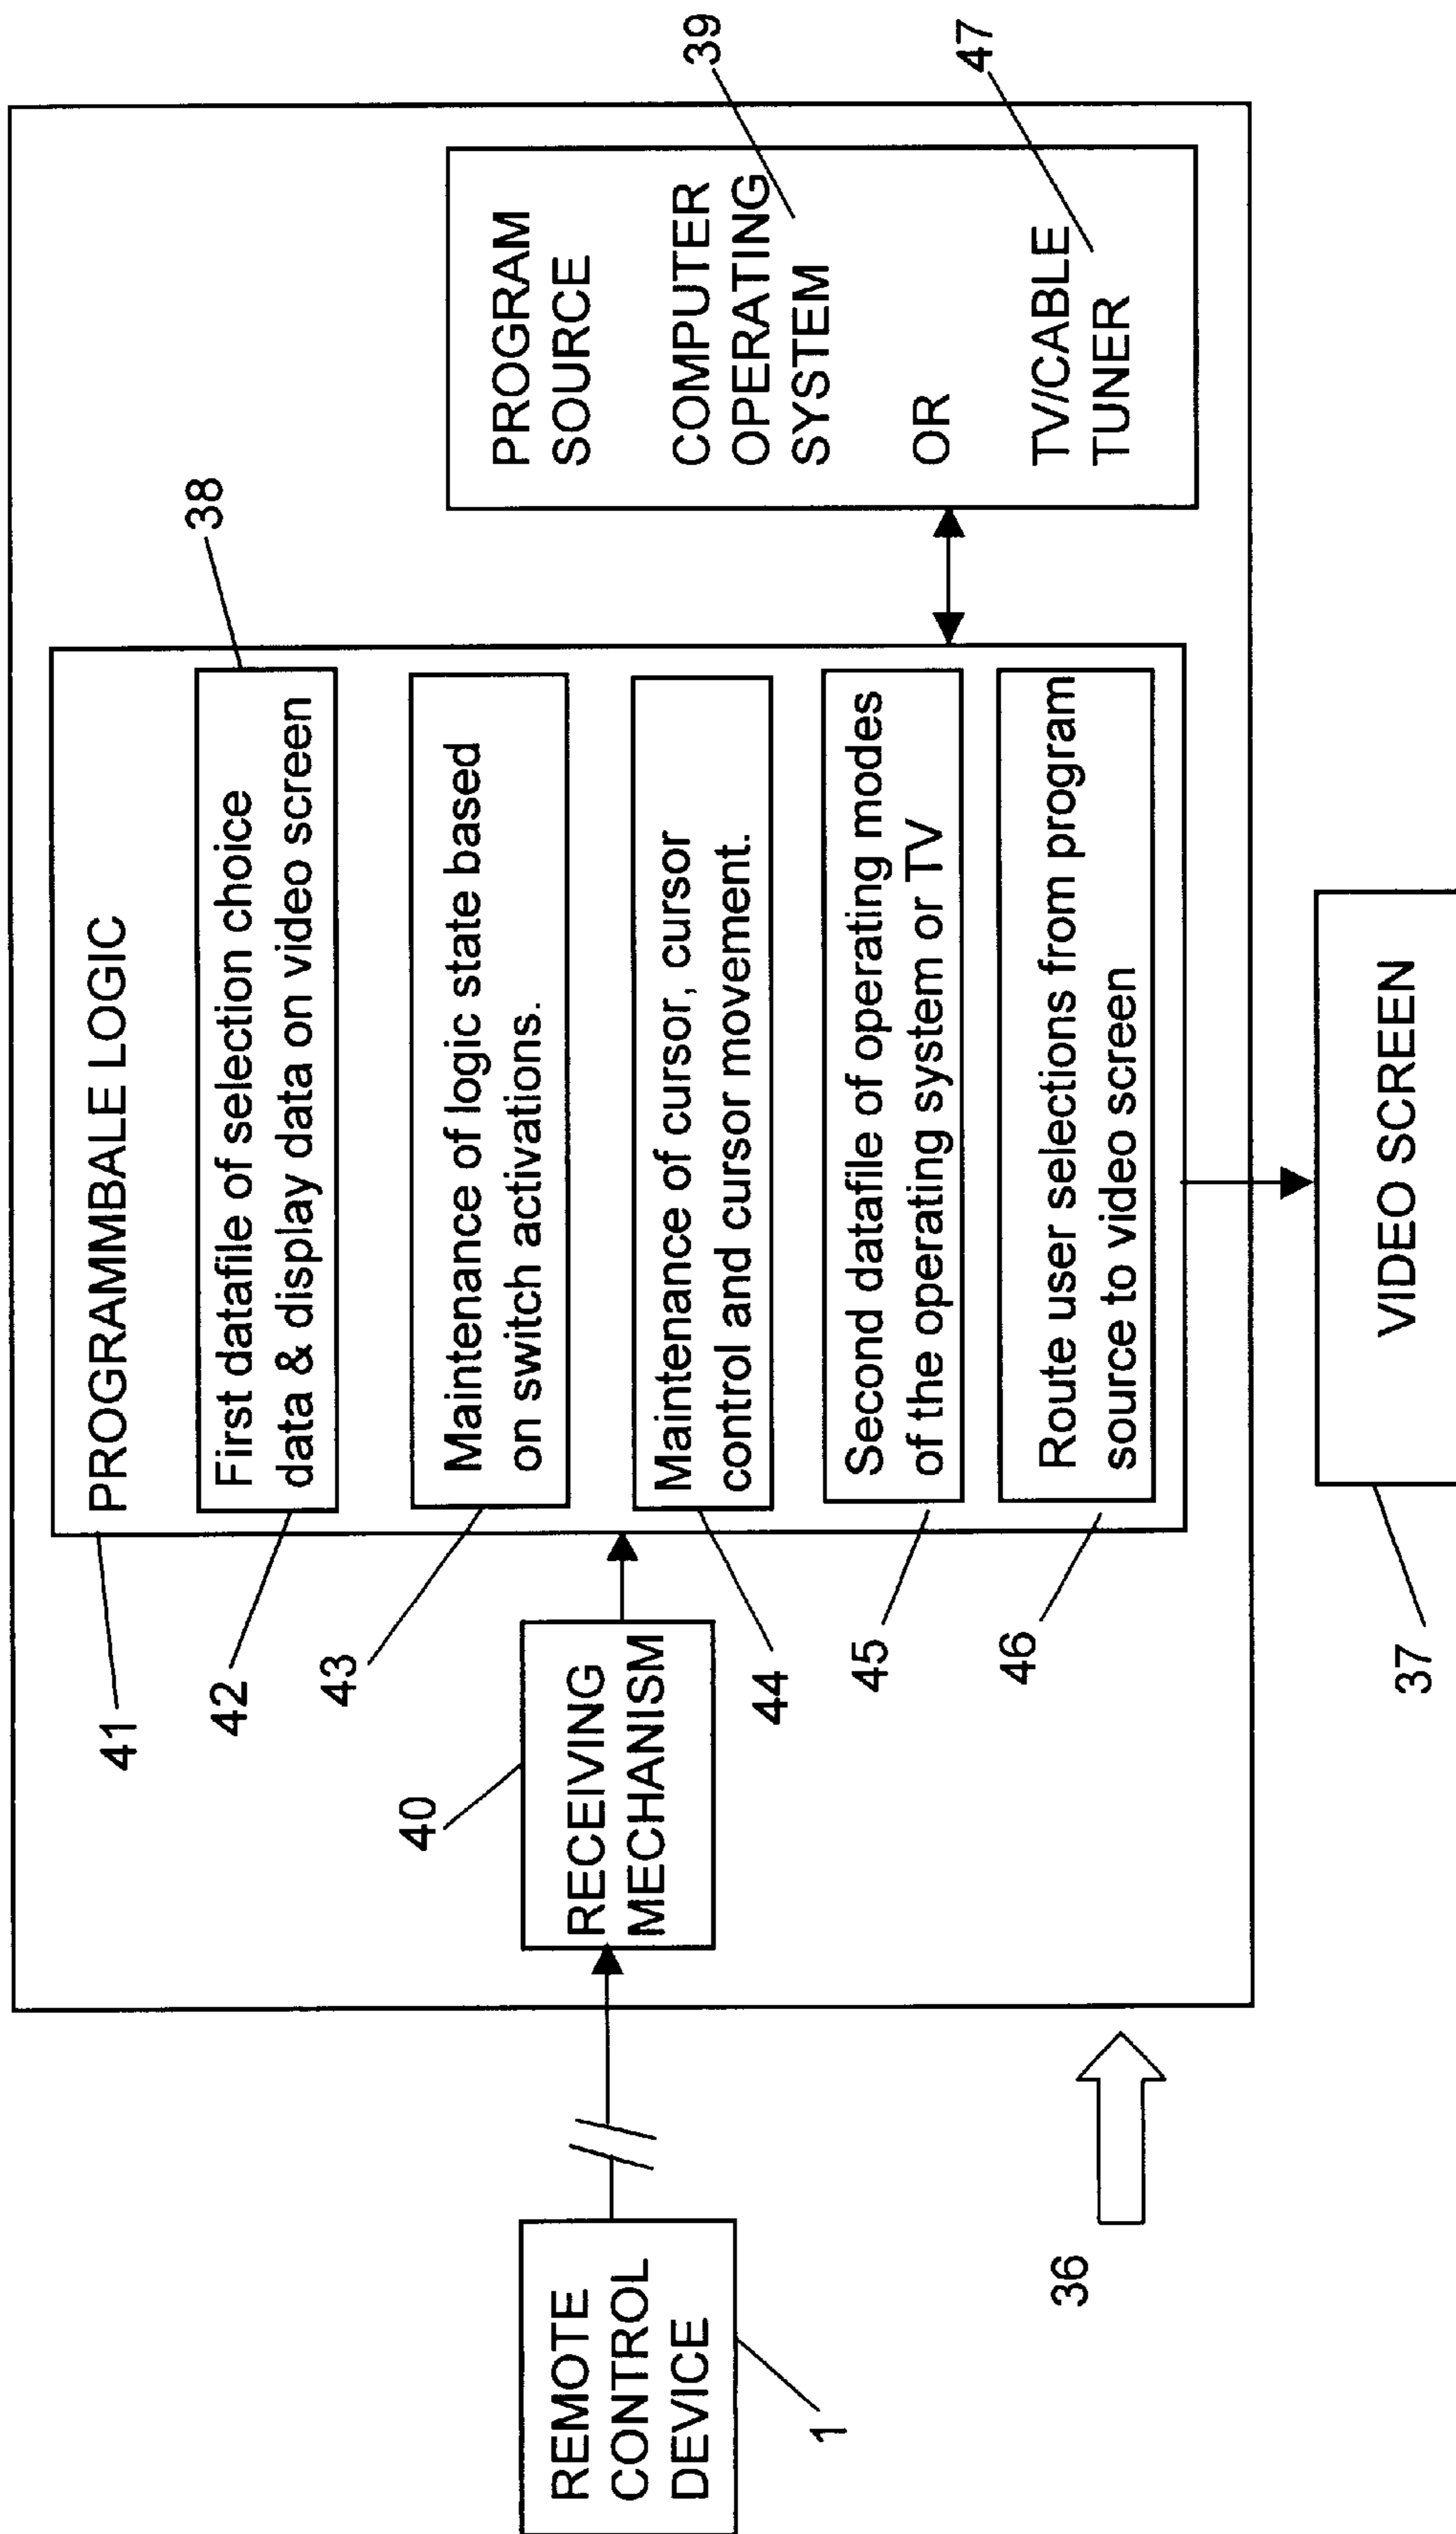 PROGRAMMBALE LOGIC
41
First datafile of selection choice
data & display data on video screen
38
42
Maintenance of logic state based
on switch activations.
43
Maintenance of cursor, cursor
control and cursor movement.
44
Second datafile of operating modes
of the operating system or TV
45
Route user selections from program
source to video screen
46
PROGRAM
SOURCE
COMPUTER
OPERATING
SYSTEM
39
OR
TV/CABLE
TUNER
47
RECEIVING
MECHANISM
40
REMOTE
CONTROL
DEVICE
1
36
VIDEO SCREEN
37